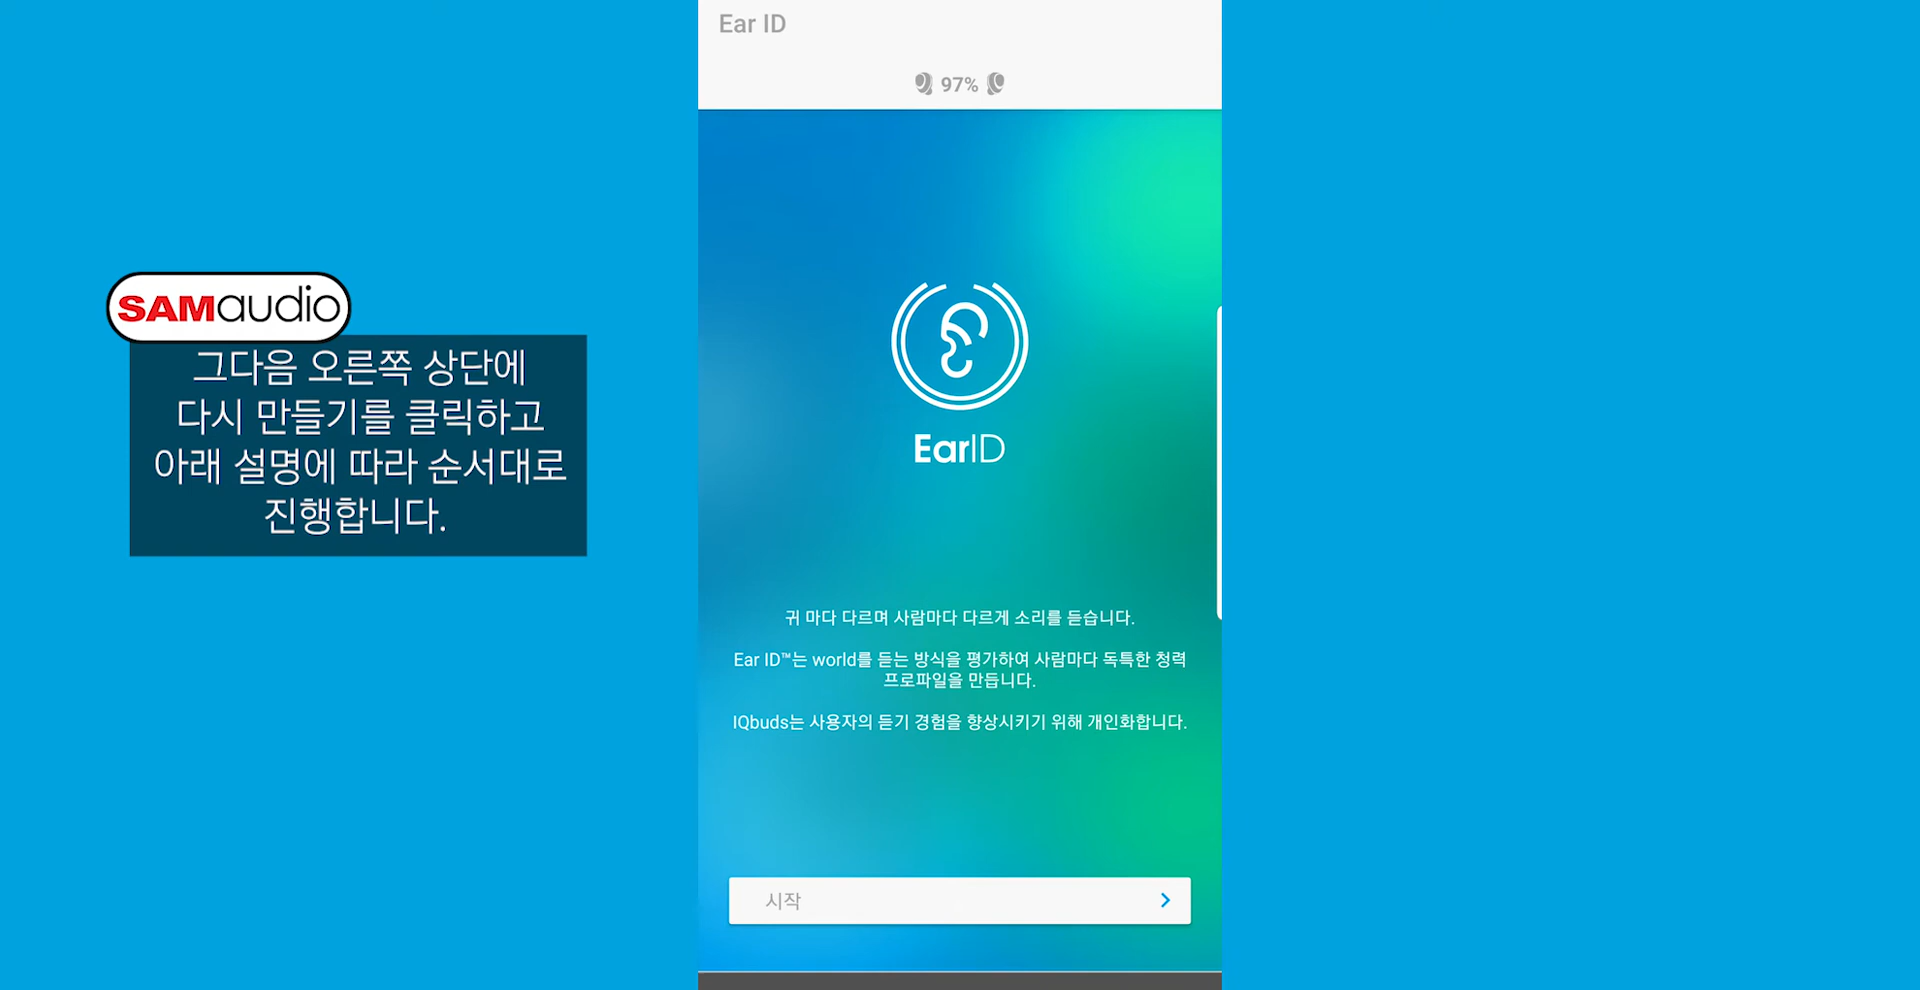 Ear ID
97%
SAMaudio
그다음 오른쪽 상단에
다시 만들기를 클릭하고
아래 설명에 따라 순서대로
진행합니다.
EarID
귀 마다 다르며 사람마다 다르게 소리를 듣습니다.
Ear ID™는 world를 듣는 방식을 평가하여 사람마다 독특한 청력
프로파일을 만듭니다.
IQbuds는 사용자의 듣기 경험을 향상시키기 위해 개인화합니다.
시작